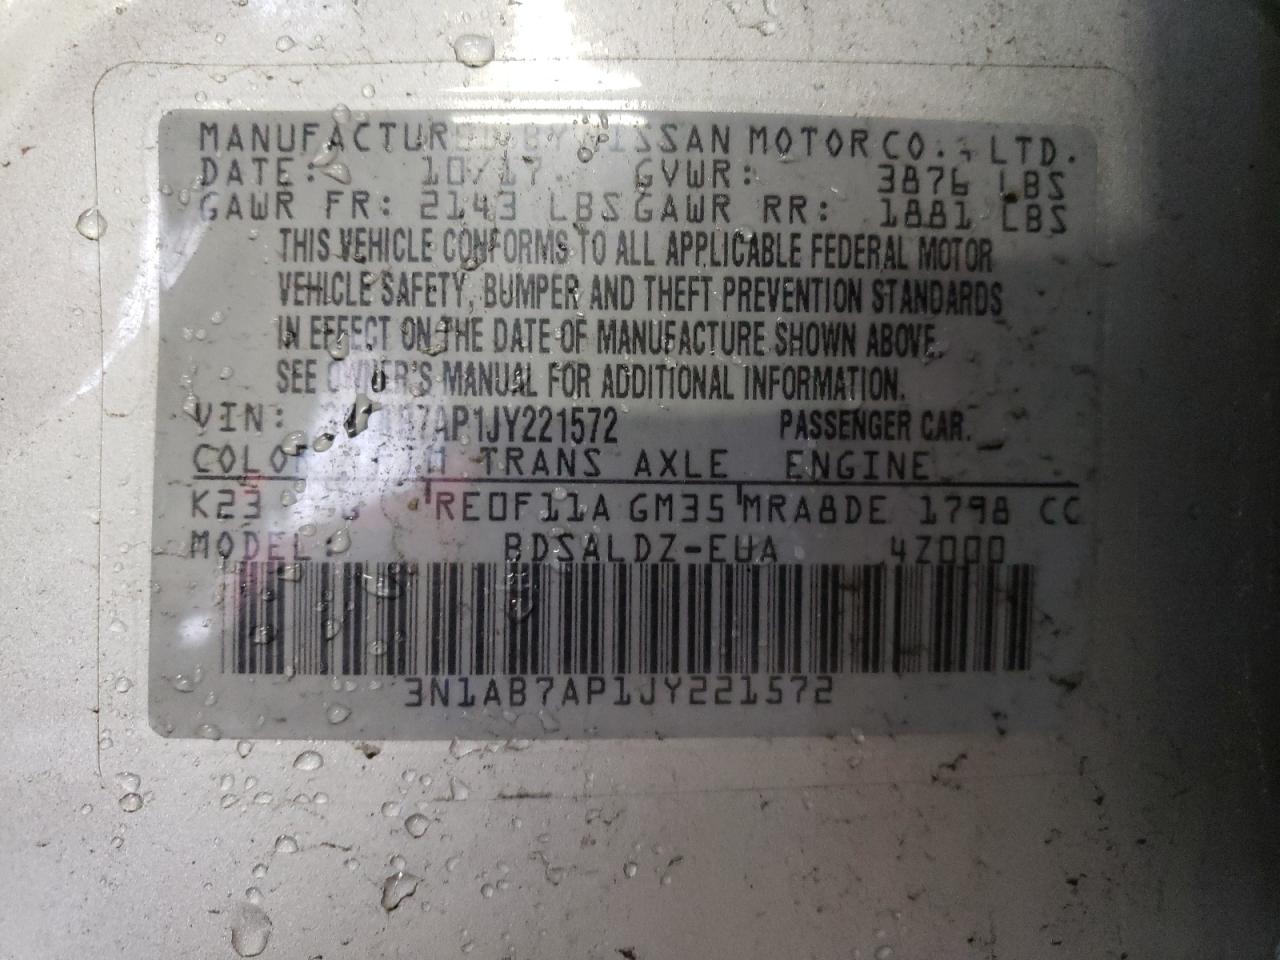 MANUFACTURED BY NISSAN MOTOR CO., LTD.
DATE: 10/17. GVWR: 3876 LBS
GAWR FR: 2143 LBS GAWR RR: 1881 LBS
THIS VEHICLE CONFORMS TO ALL APPLICABLE FEDERAL MOTOR
VEHICLE SAFETY, BUMPER AND THEFT PREVENTION STANDARDS
IN EFFECT ON THE DATE OF MANUFACTURE SHOWN ABOVE.
SEE OWNER'S MANUAL FOR ADDITIONAL INFORMATION.
VIN: 3N1AB7AP1JY221572 PASSENGER CAR.
COLOR TRIM TRANS AXLE ENGINE
K23 RE0F11A GM35 MRA8DE 1798 CC
MODEL: BDSALDZ-EUA 4Z000
3N1AB7AP1JY221572